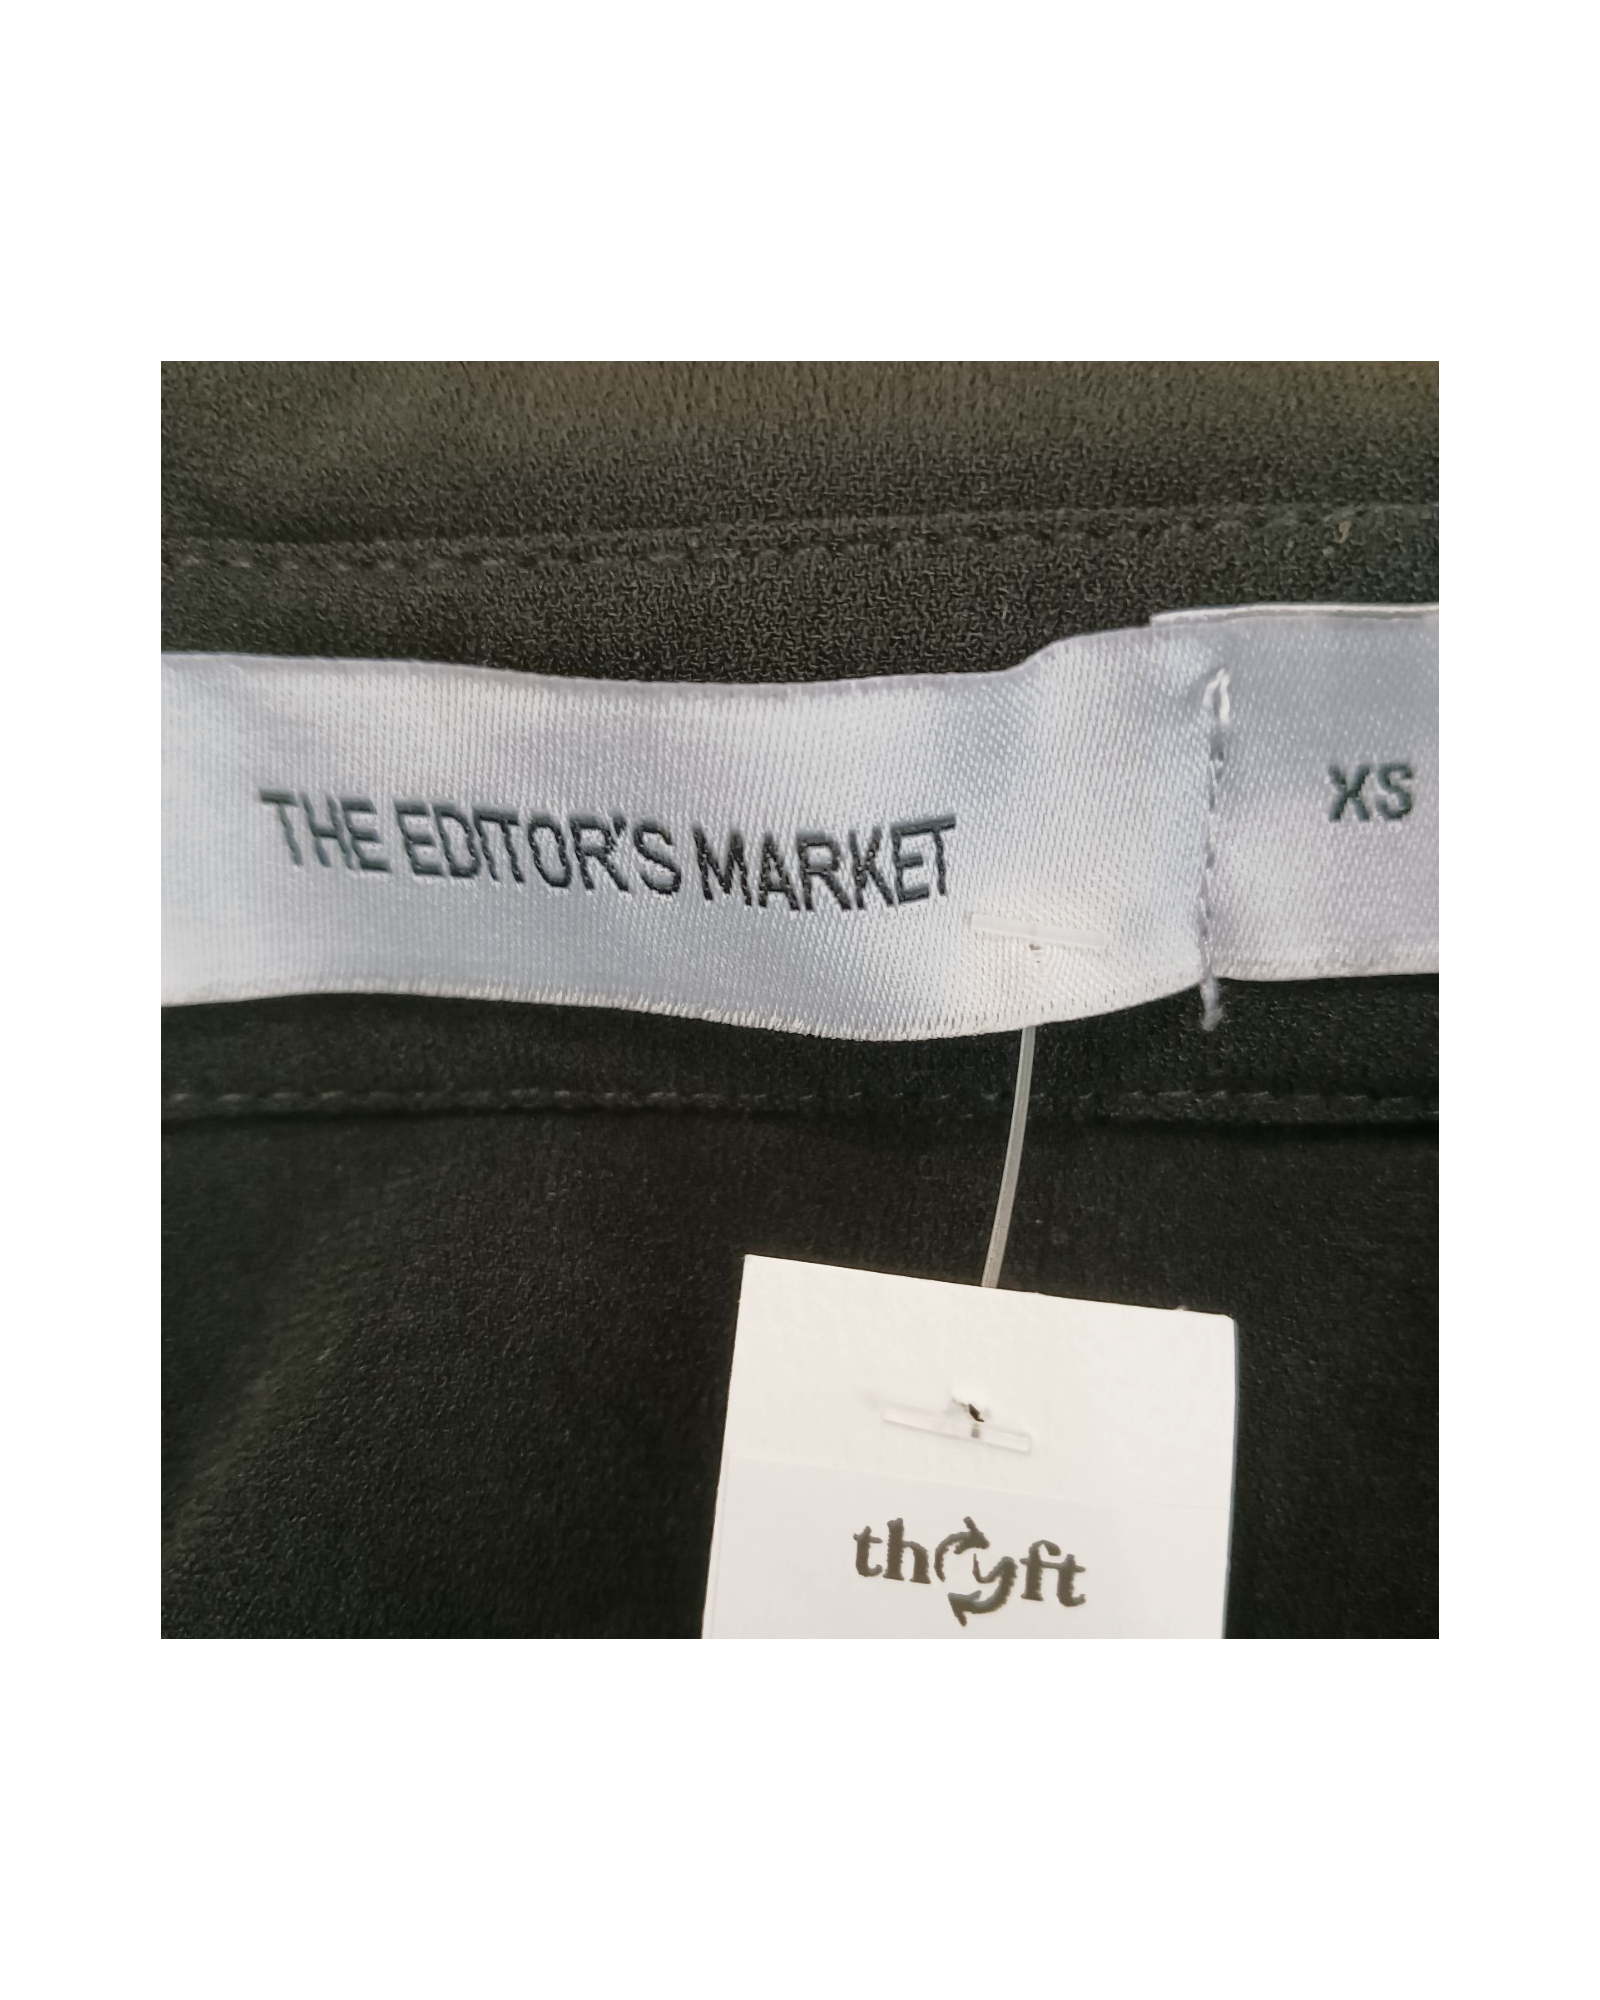 THE EDITOR'S MARKET
XS
thryft